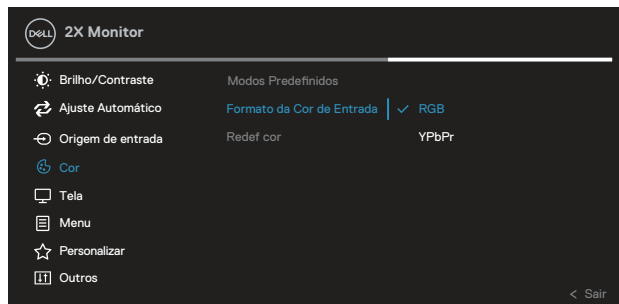 DELL 2X Monitor
Brilho/Contraste Modos Predefinidos
Ajuste Automático Formato da Cor de Entrada RGB
Origem de entrada Redef cor YPbPr
Cor
Tela
Menu
Personalizar
Outros
< Sair